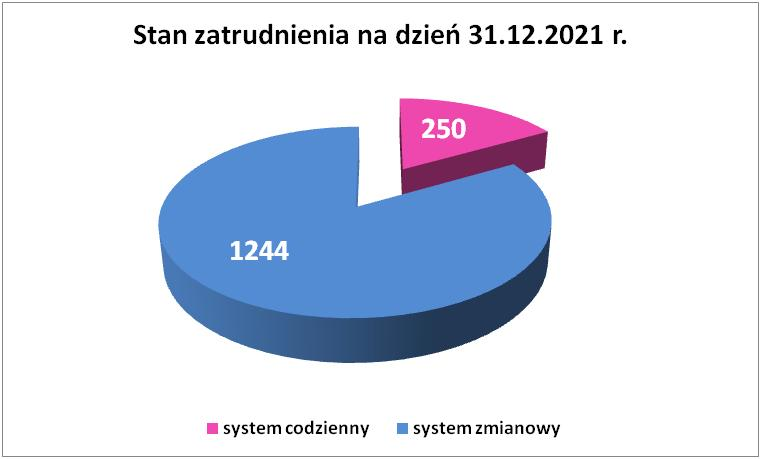 Stan zatrudnienia na dzień 31.12.2021 r.
250
1244
system codzienny
system zmianowy